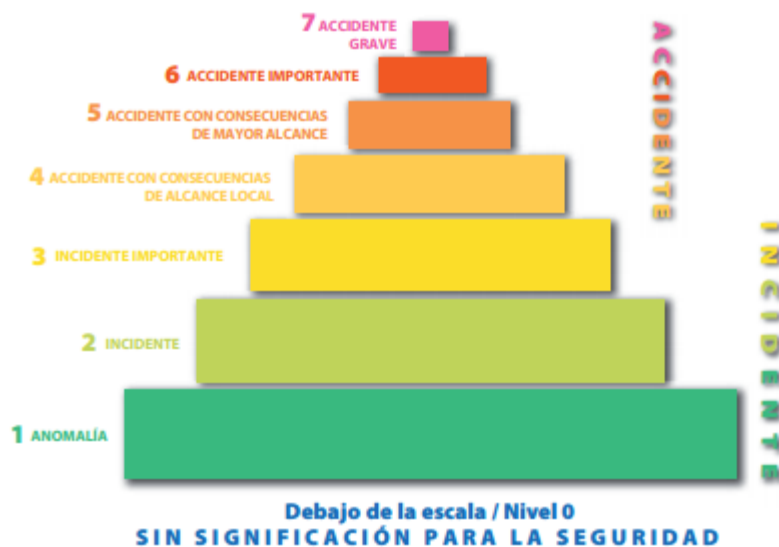 7 ACCIDENTE
GRAVE
6 ACCIDENTE IMPORTANTE
5 ACCIDENTE CON CONSECUENCIAS
DE MAYOR ALCANCE
4 ACCIDENTE CON CONSECUENCIAS
DE ALCANCE LOCAL
3 INCIDENTE IMPORTANTE
2 INCIDENTE
1 ANOMALÍA
ACCIDENTE
INCIDENTE
Debajo de la escala / Nivel 0
SIN SIGNIFICACIÓN PARA LA SEGURIDAD